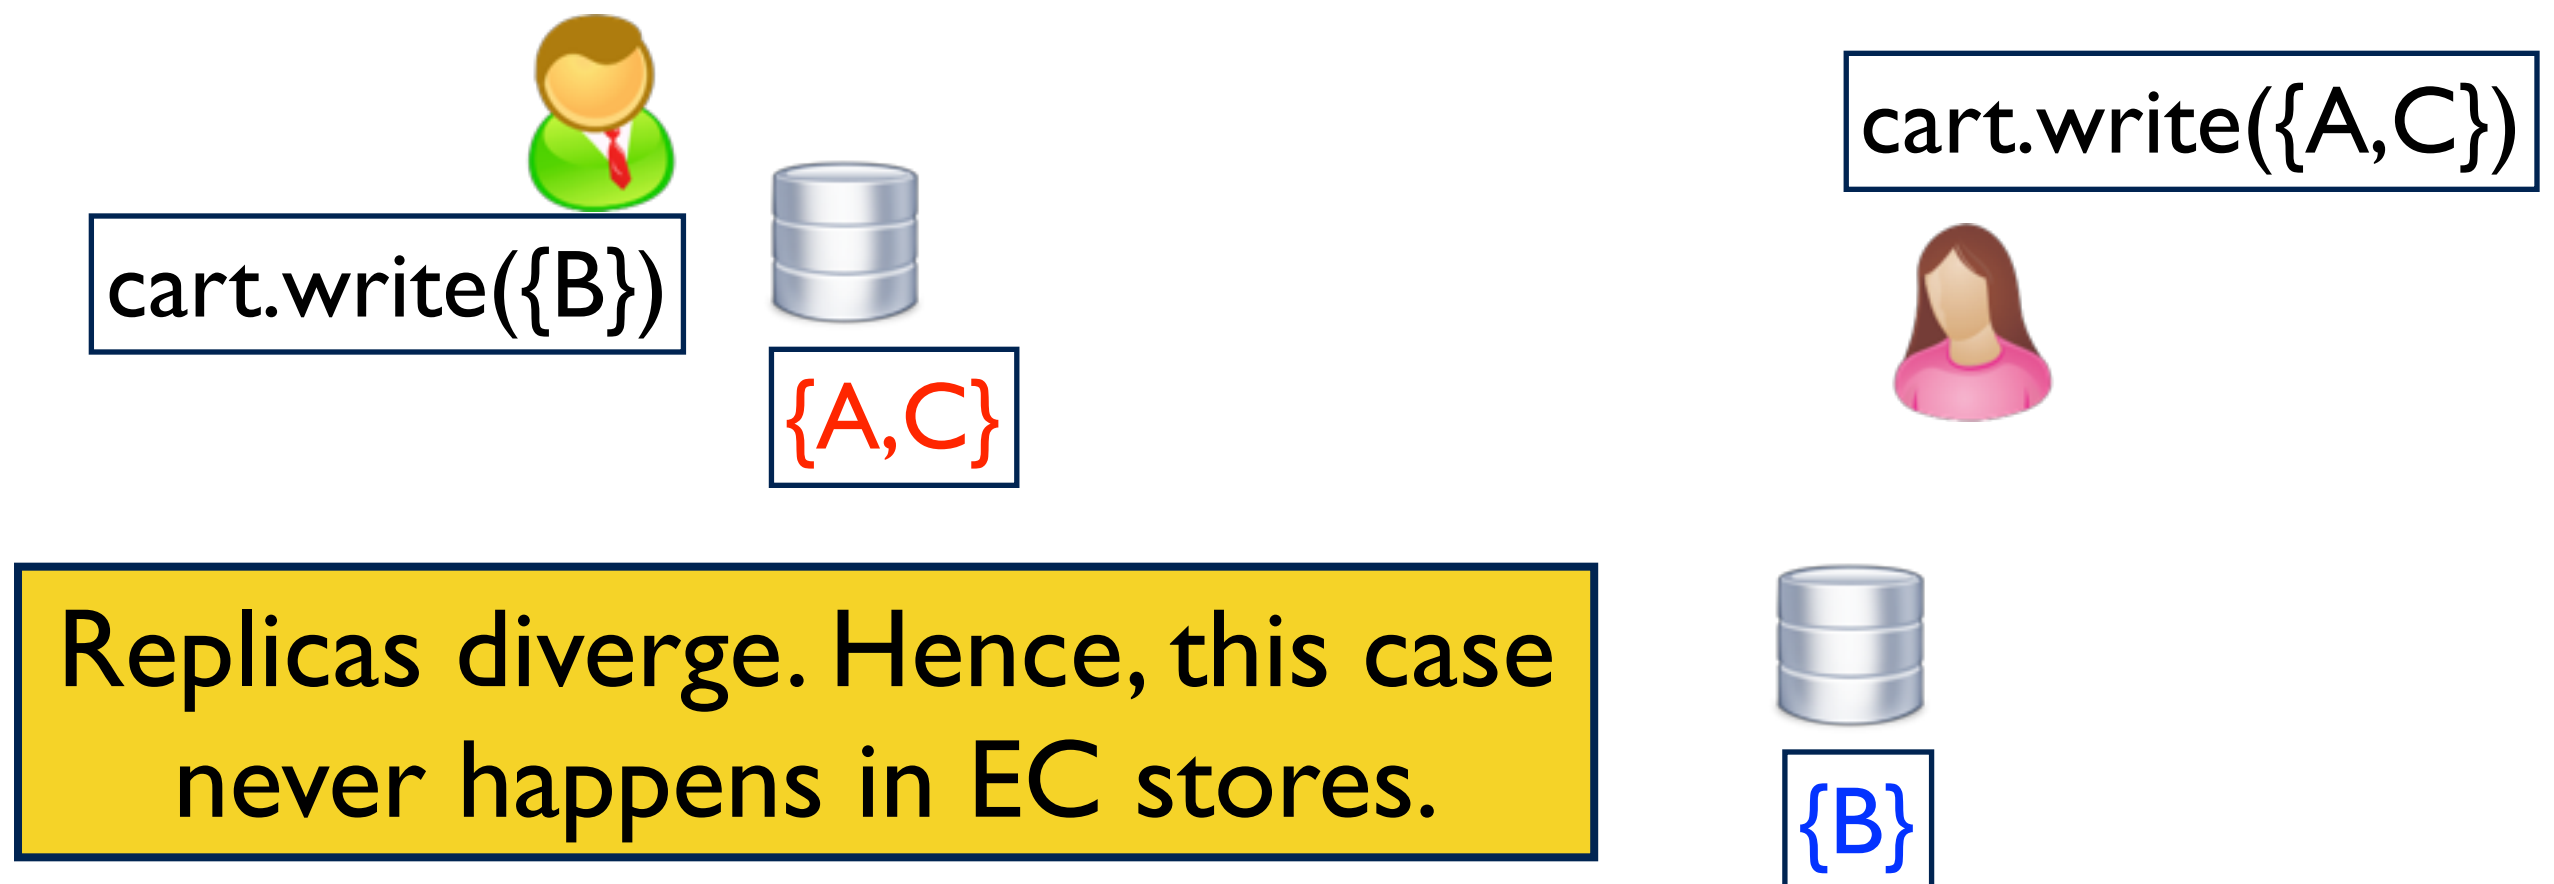 cart.write({A,C})
cart.write({B})
{A,C}
Replicas diverge. Hence, this case
never happens in EC stores.
{B}